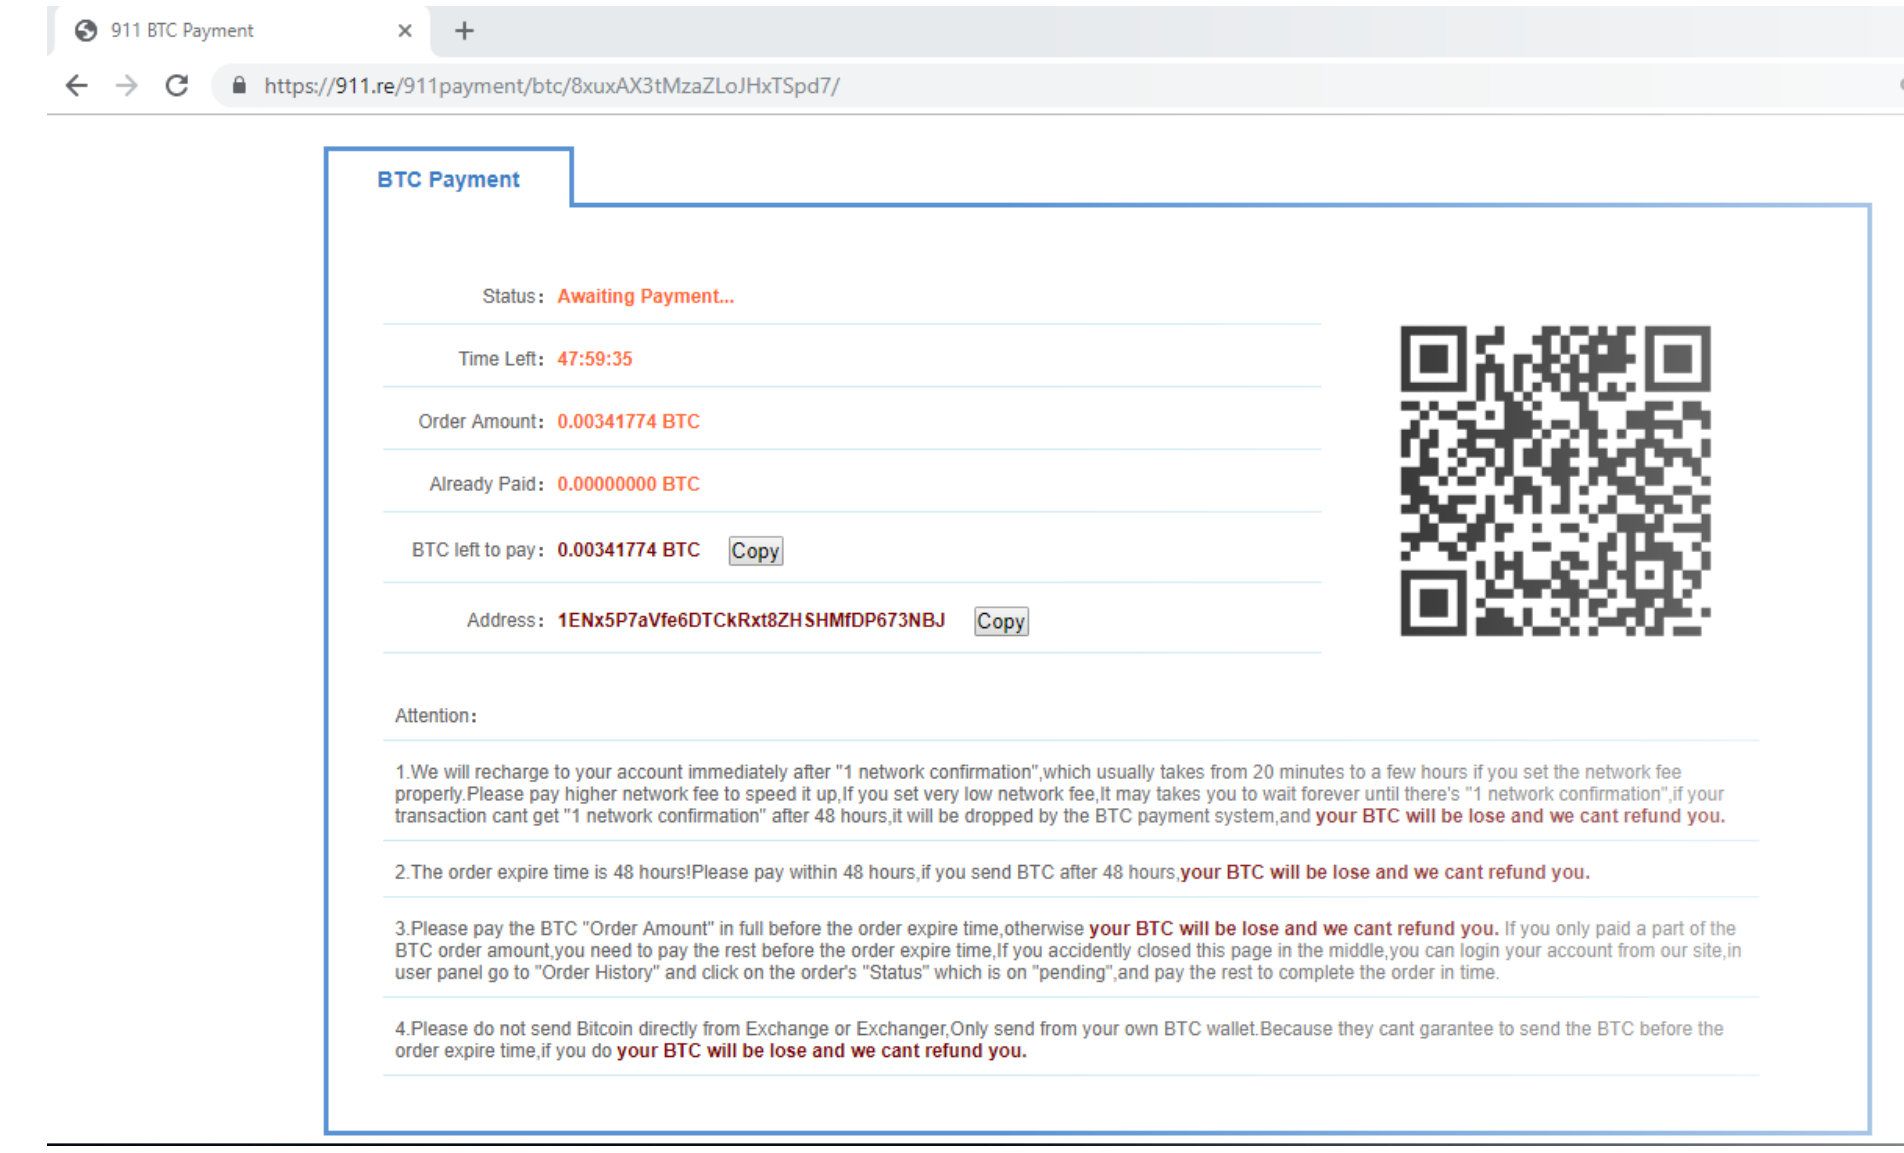 911 BTC Payment
https://911.re/911payment/btc/8xuxAX3tMzaZLoJHxTSpd7/
BTC Payment
Status: Awaiting Payment...
Time Left: 47:59:35
Order Amount: 0.00341774 BTC
Already Paid: 0.00000000 BTC
BTC left to pay: 0.00341774 BTC Copy
Address: 1ENx5P7aVfe6DTCkRxt8ZHSHMfDP673NBJ Copy
Attention:
1.We will recharge to your account immediately after "1 network confirmation",which usually takes from 20 minutes to a few hours if you set the network fee
properly.Please pay higher network fee to speed it up,If you set very low network fee,It may takes you to wait forever until there's "1 network confirmation",if your
transaction cant get "1 network confirmation" after 48 hours,it will be dropped by the BTC payment system,and your BTC will be lose and we cant refund you.
2.The order expire time is 48 hours!Please pay within 48 hours,if you send BTC after 48 hours,your BTC will be lose and we cant refund you.
3.Please pay the BTC "Order Amount" in full before the order expire time,otherwise your BTC will be lose and we cant refund you. If you only paid a part of the
BTC order amount,you need to pay the rest before the order expire time,If you accidently closed this page in the middle,you can login your account from our site,in
user panel go to "Order History" and click on the order's "Status" which is on "pending",and pay the rest to complete the order in time.
4.Please do not send Bitcoin directly from Exchange or Exchanger,Only send from your own BTC wallet.Because they cant garantee to send the BTC before the
order expire time,if you do your BTC will be lose and we cant refund you.